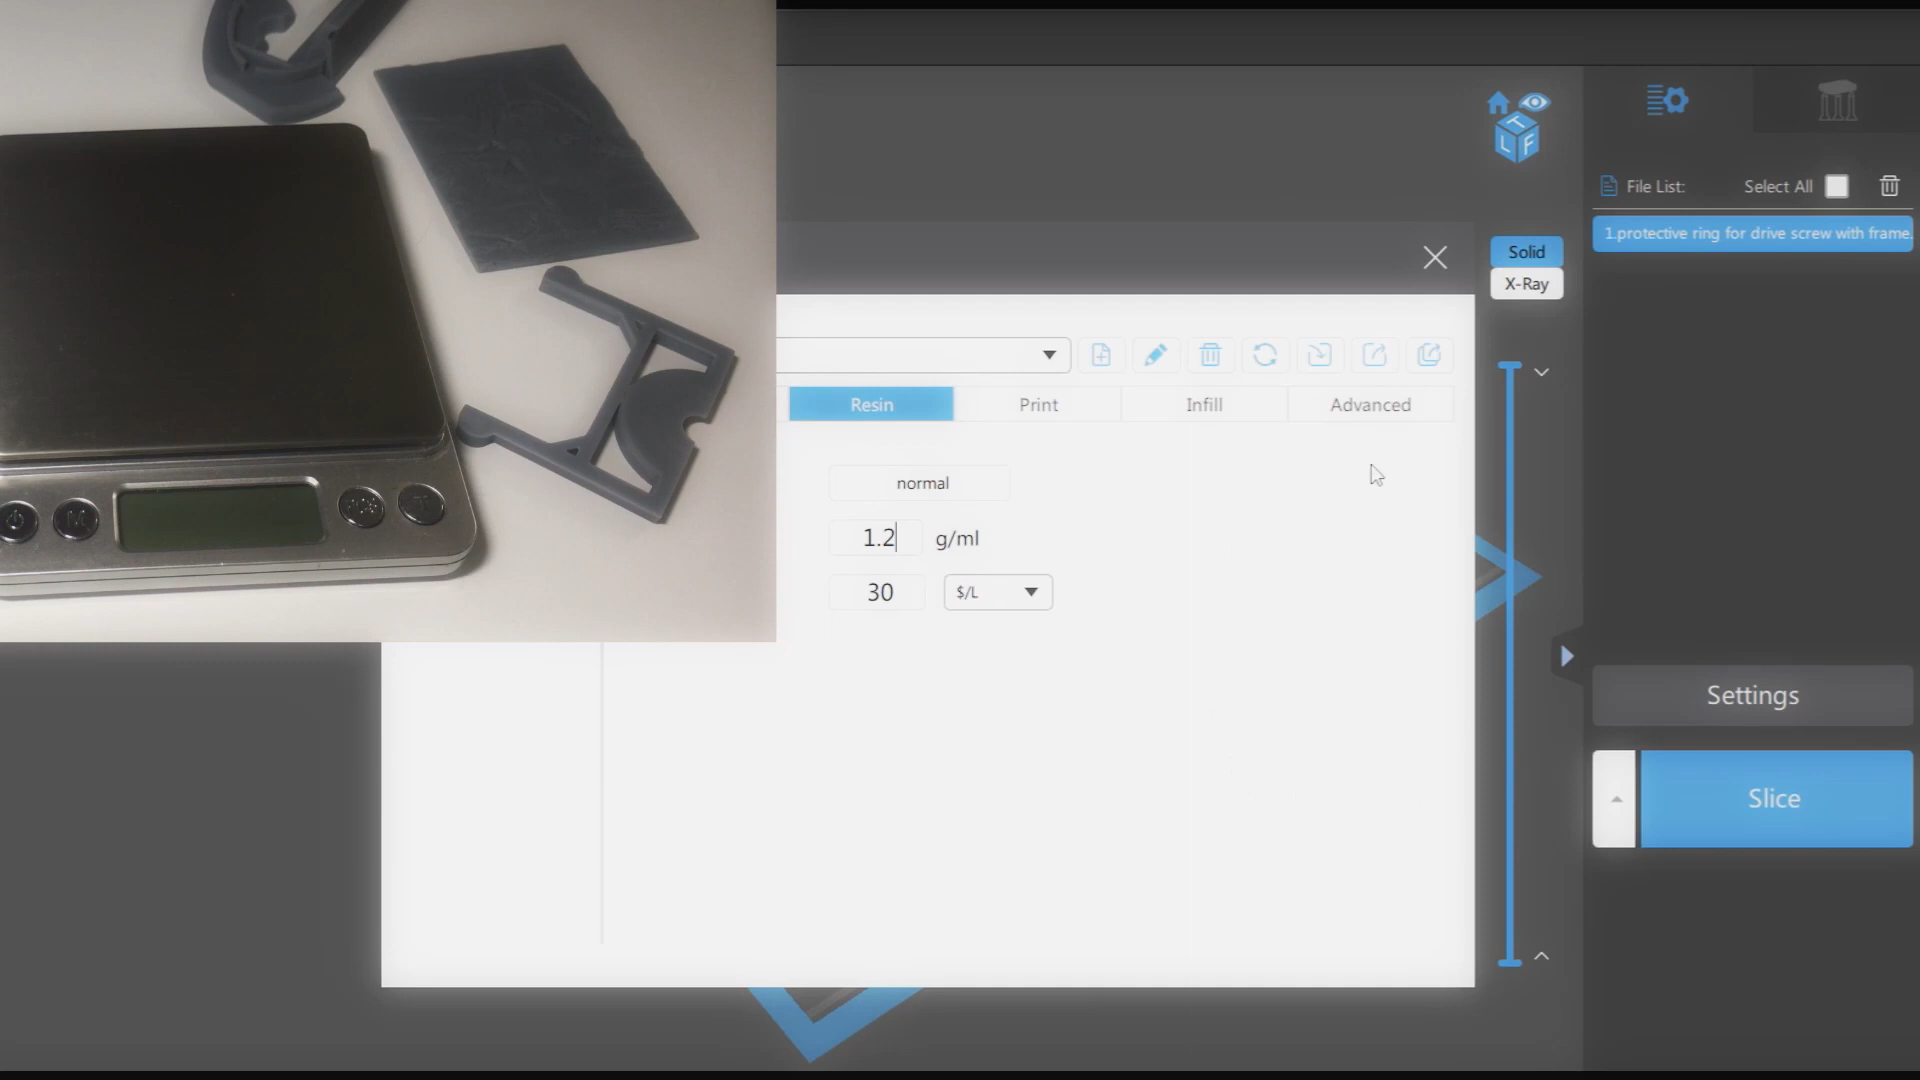 T
L F
File List:
Select All
1.protective ring for drive screw with frame.
Solid
X-Ray
Resin
Print
Infill
Advanced
normal
1.2 g/ml
30 $/L
M
T
Settings
Slice